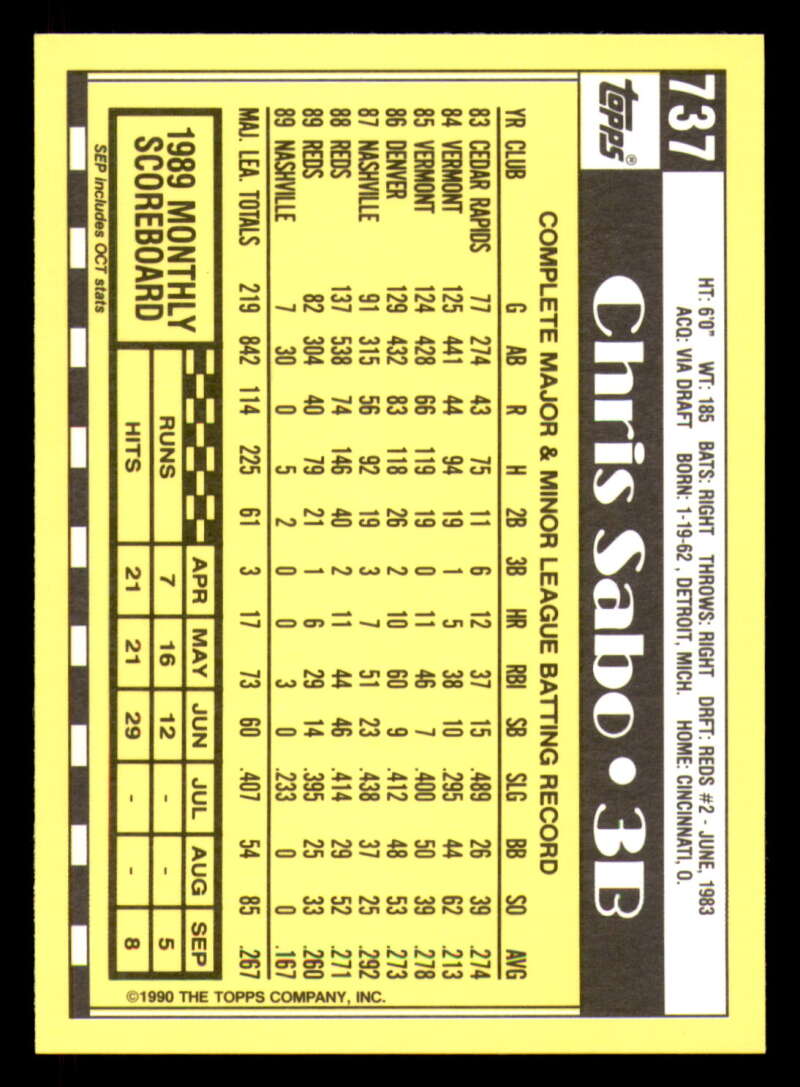 737
topps®
HT: 6'0" WT: 185 BATS: RIGHT THROWS: RIGHT DRFT: REDS #2 - JUNE, 1983
ACQ: VIA DRAFT BORN: 1-19-62, DETROIT, MICH. HOME: CINCINNATI, O.
Chris Sabo • 3B
COMPLETE MAJOR & MINOR LEAGUE BATTING RECORD
YR CLUB G AB R H 2B 3B HR RBI SB SLG BB SO AVG
83 CEDAR RAPIDS 77 274 43 75 11 6 12 37 15 .489 26 39 .274
84 VERMONT 125 441 44 94 19 1 5 38 10 .295 44 62 .213
85 VERMONT 124 428 66 119 19 0 11 46 7 .400 50 39 .278
86 DENVER 129 432 83 118 26 2 10 60 9 .412 48 53 .273
87 NASHVILLE 91 315 56 92 19 3 7 51 23 .438 37 25 .292
88 REDS 137 538 74 146 40 2 11 44 46 .414 29 52 .271
89 REDS 82 304 40 79 21 1 6 29 14 .395 25 33 .260
89 NASHVILLE 7 30 0 5 2 0 0 3 0 .233 0 0 .167
MAJ. LEA. TOTALS 219 842 114 225 61 3 17 73 60 .407 54 85 .267
1989 MONTHLY
SCOREBOARD
APR MAY JUN JUL AUG SEP
RUNS 7 16 12 - - 5
HITS 21 21 29 - - 8
SEP includes OCT stats
©1990 THE TOPPS COMPANY, INC.